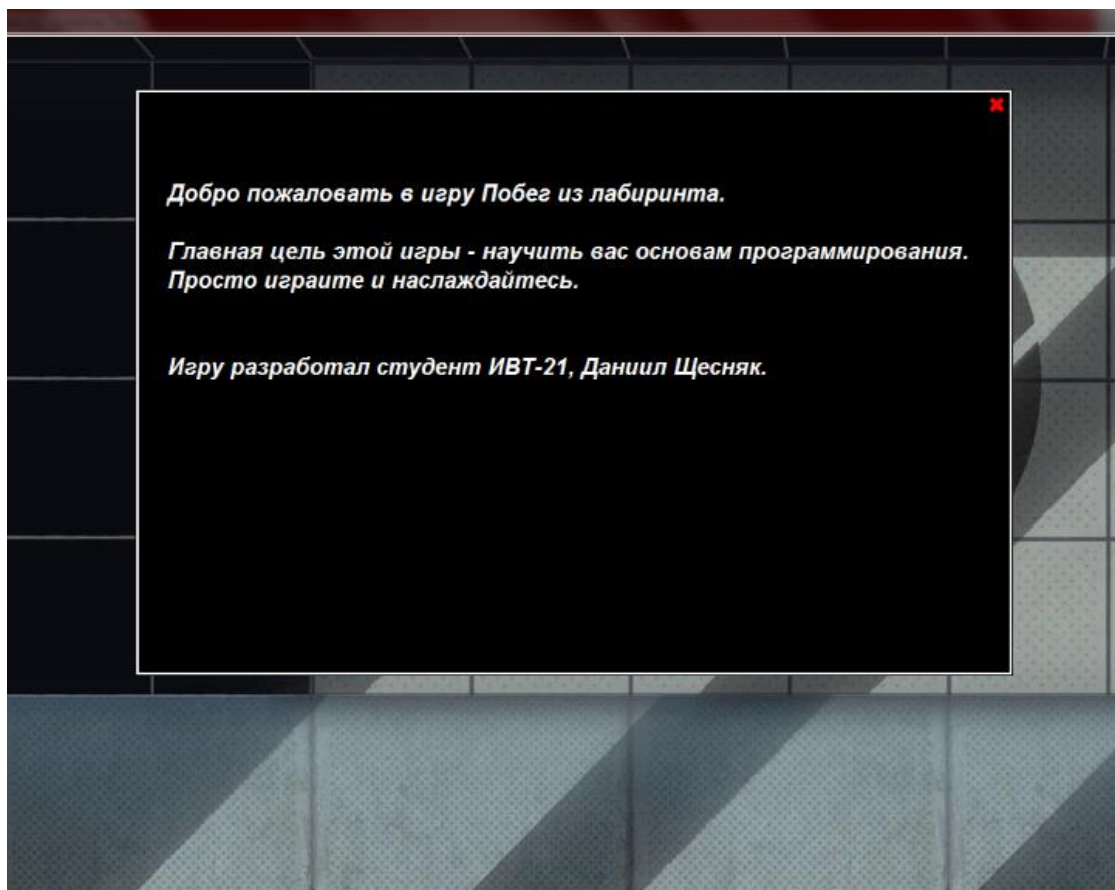 Добро пожаловать в игру Побег из лабиринта.
Главная цель этой игры - научить вас основам программирования.
Просто играите и наслаждайтесь.
Игру разработал студент ИВТ-21, Даниил Щесняк.